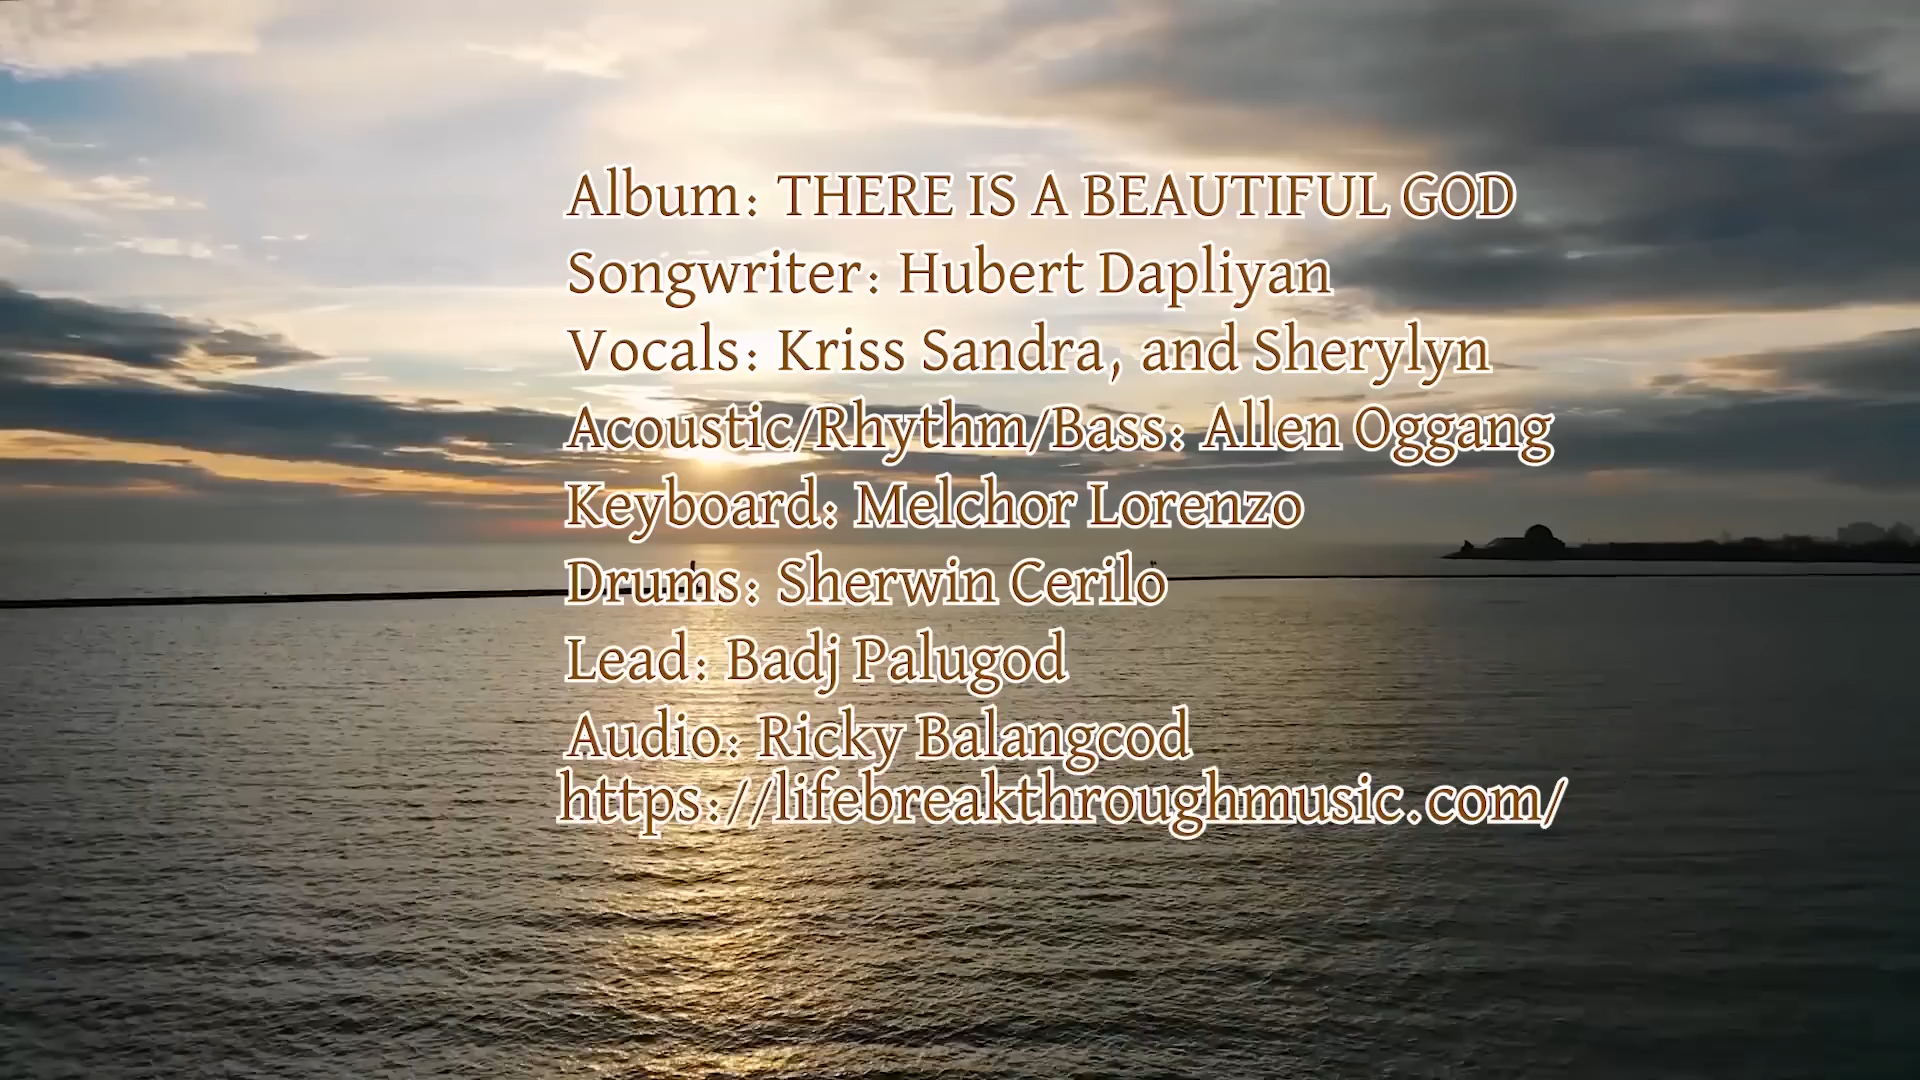 Album: THERE IS A BEAUTIFUL GOD
Songwriter: Hubert Dapliyan
Vocals: Kriss Sandra, and Sherylyn
Acoustic/Rhythm/Bass: Allen Oggang
Keyboard: Melchor Lorenzo
Drums: Sherwin Cerilo
Lead: Badj Palugod
Audio: Ricky Balangcod
https://lifebreakthroughmusic.com/